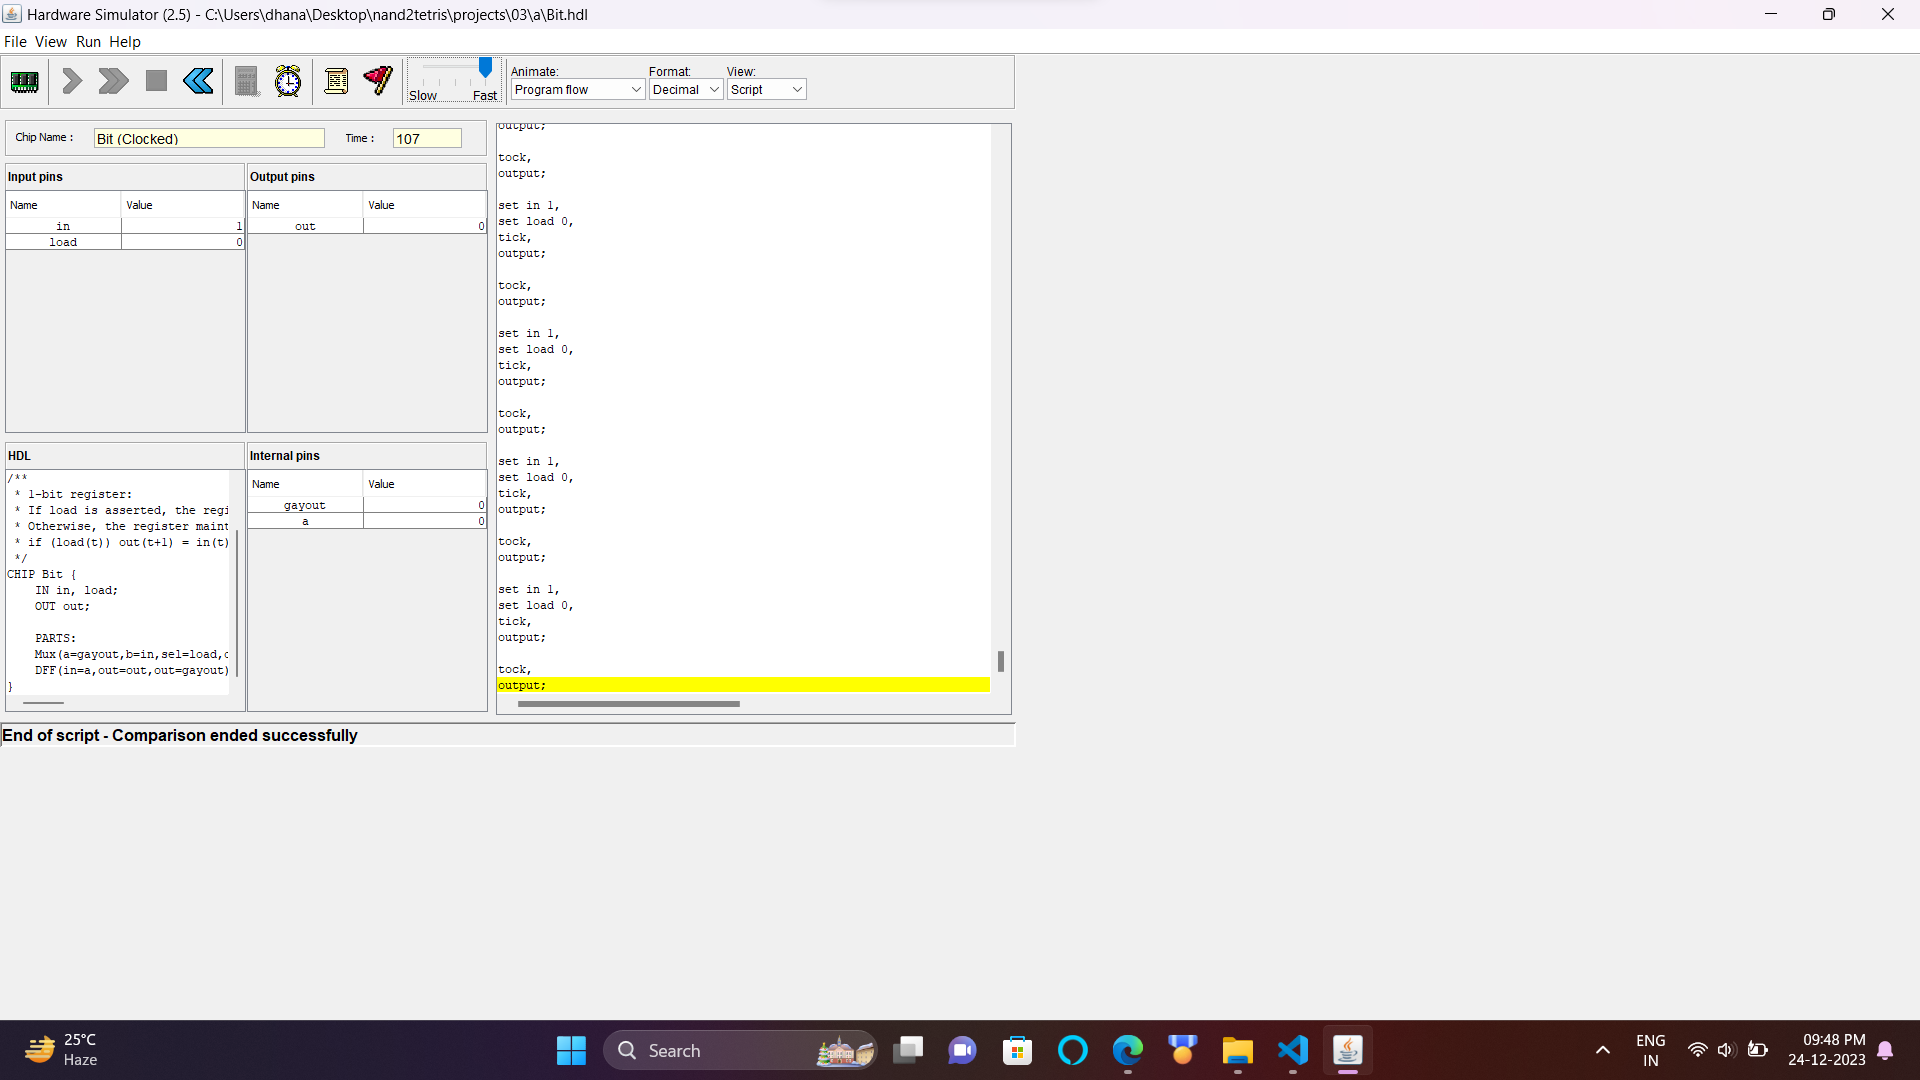 Hardware Simulator (2.5) - C:\Users\dhana\Desktop\nand2tetris\projects\03\a\Bit.hdl
File View Run Help
Slow Fast
Animate:
Program flow
Format:
Decimal
View:
Script
Chip Name :
Bit (Clocked)
Time :
107
Input pins
Name Value
in 1
load 0
Output pins
Name Value
out 0
HDL
/**
* 1-bit register:
* If load is asserted, the regi
* Otherwise, the register maint
* if (load(t)) out(t+1) = in(t)
*/
CHIP Bit {
IN in, load;
OUT out;
PARTS:
Mux(a=gayout,b=in,sel=load,o
DFF(in=a,out=out,out=gayout)
}
Internal pins
Name Value
gayout 0
a 0
output;
tock,
output;
set in 1,
set load 0,
tick,
output;
tock,
output;
set in 1,
set load 0,
tick,
output;
tock,
output;
set in 1,
set load 0,
tick,
output;
tock,
output;
set in 1,
set load 0,
tick,
output;
tock,
output;
End of script - Comparison ended successfully
25°C
Haze
Search
ENG
IN
09:48 PM
24-12-2023